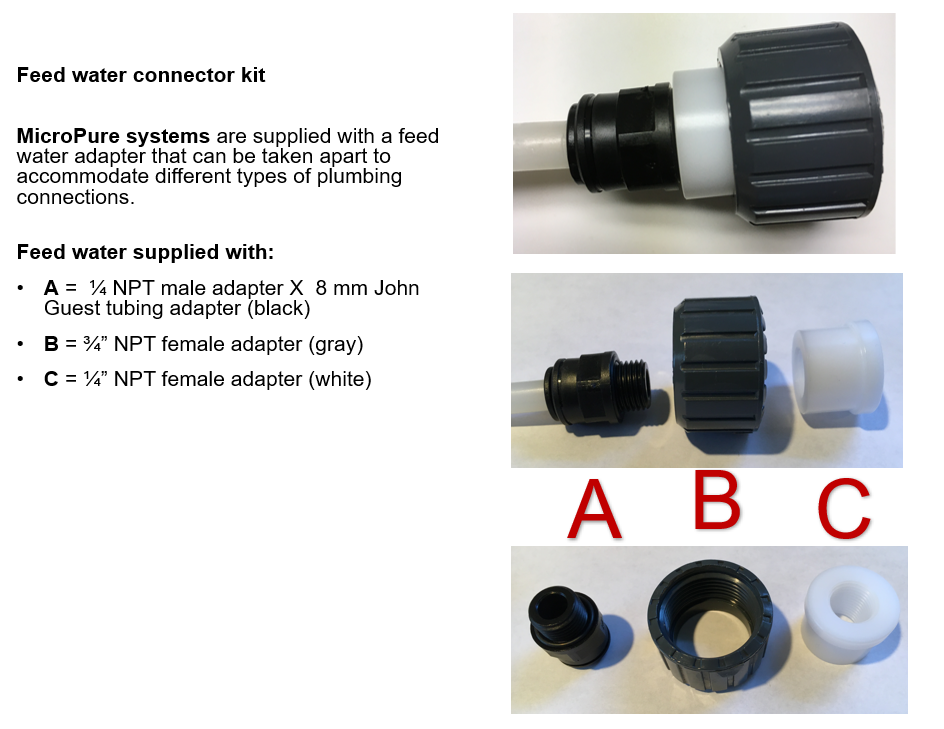 Feed water connector kit
MicroPure systems are supplied with a feed
water adapter that can be taken apart to
accommodate different types of plumbing
connections.
Feed water supplied with:
• A = ¼ NPT male adapter X 8 mm John
Guest tubing adapter (black)
• B = ¾” NPT female adapter (gray)
• C = ¼” NPT female adapter (white)
A B C